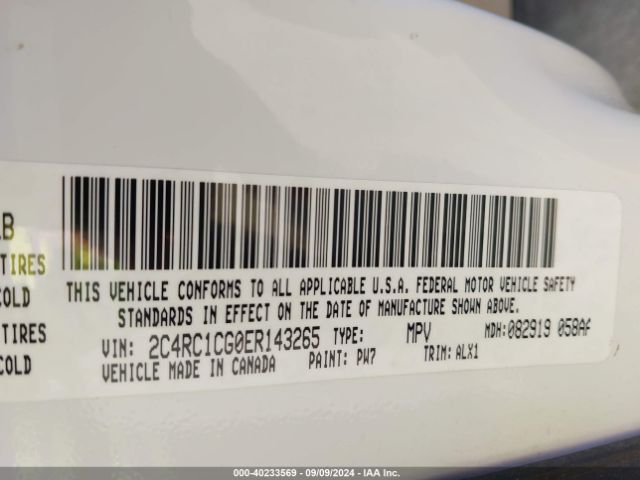 LB
TIRES
COLD
TIRES
COLD
THIS VEHICLE CONFORMS TO ALL APPLICABLE U.S.A. FEDERAL MOTOR VEHICLE SAFETY
STANDARDS IN EFFECT ON THE DATE OF MANUFACTURE SHOWN ABOVE.
VIN: 2C4RC1CG0ER143265 TYPE: MPV MDH: 082919 058AF
VEHICLE MADE IN CANADA PAINT: PW7 TRIM: ALX1
000-40233569 - 09/09/2024 - IAA Inc.